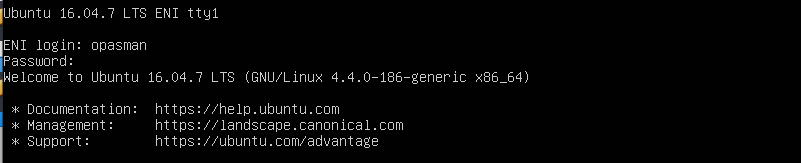 Ubuntu 16.04.7 LTS ENI tty1
ENI login: opasman
Password:
Welcome to Ubuntu 16.04.7 LTS (GNU/Linux 4.4.0-186-generic x86_64)
* Documentation:  https://help.ubuntu.com
* Management:     https://landscape.canonical.com
* Support:        https://ubuntu.com/advantage